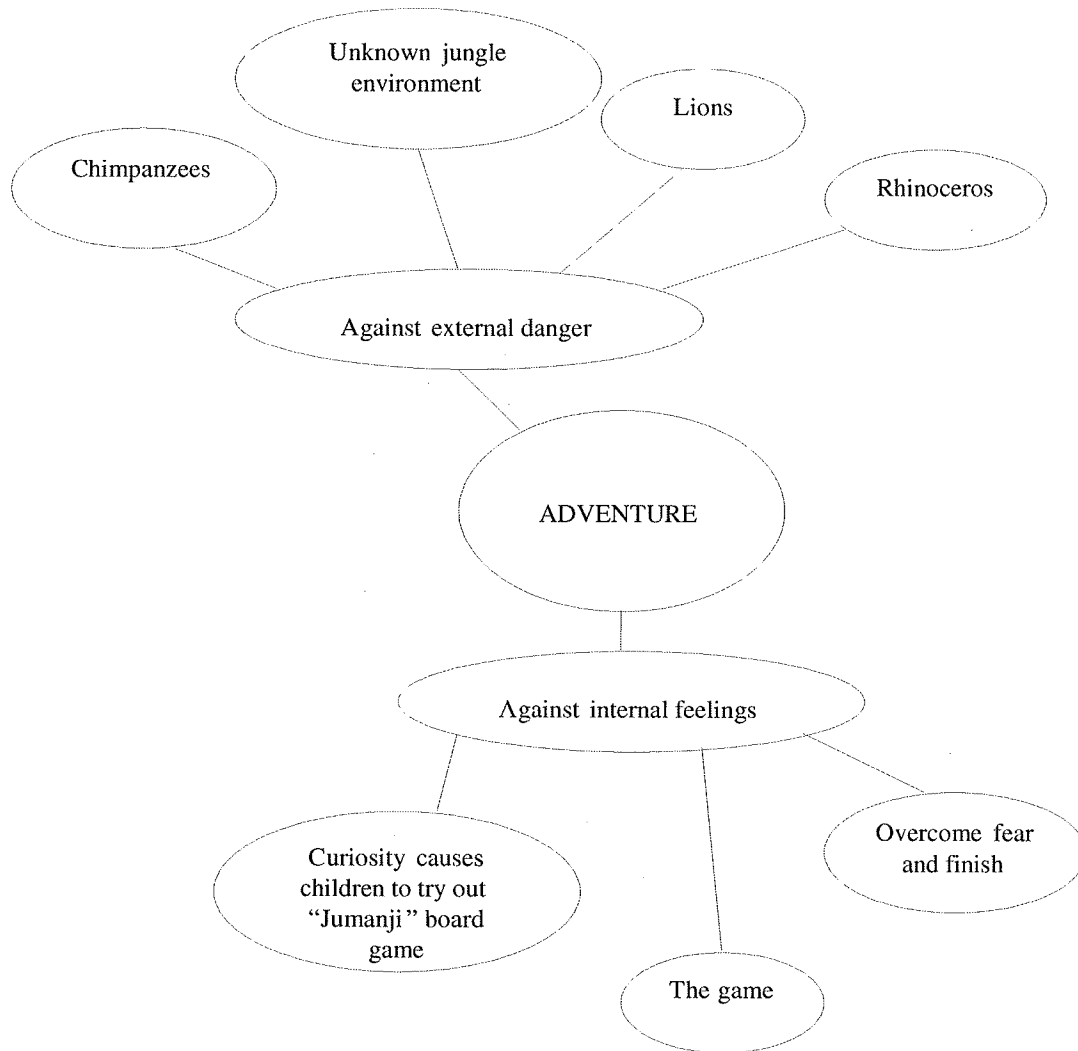 Unknown jungle
environment
Lions
Chimpanzees
Rhinoceros
Against external danger
ADVENTURE
Against internal feelings
Curiosity causes
children to try out
“Jumanji” board
game
Overcome fear
and finish
The game